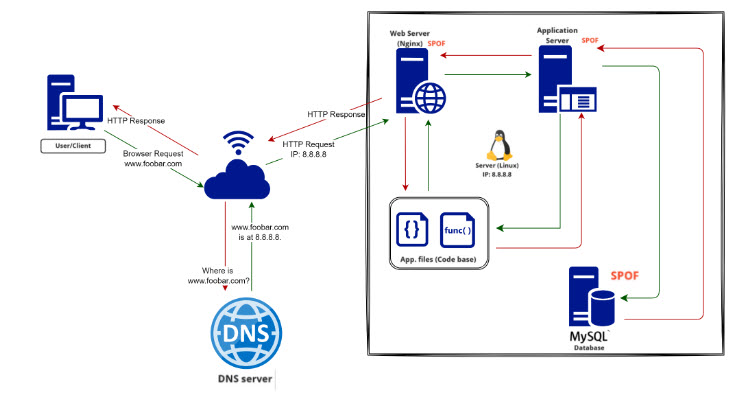 Web Server
(Nginx) SPOF
Application
Server SPOF
HTTP Response
HTTP Response
User/Client
Browser Request
www.foobar.com
HTTP Request
IP: 8.8.8.8
Server (Linux)
IP: 8.8.8.8
{}
func()
App. files (Code base)
www.foobar.com
is at 8.8.8.8.
Where is
www.foobar.com?
SPOF
DNS
MySQL™
Database
DNS server